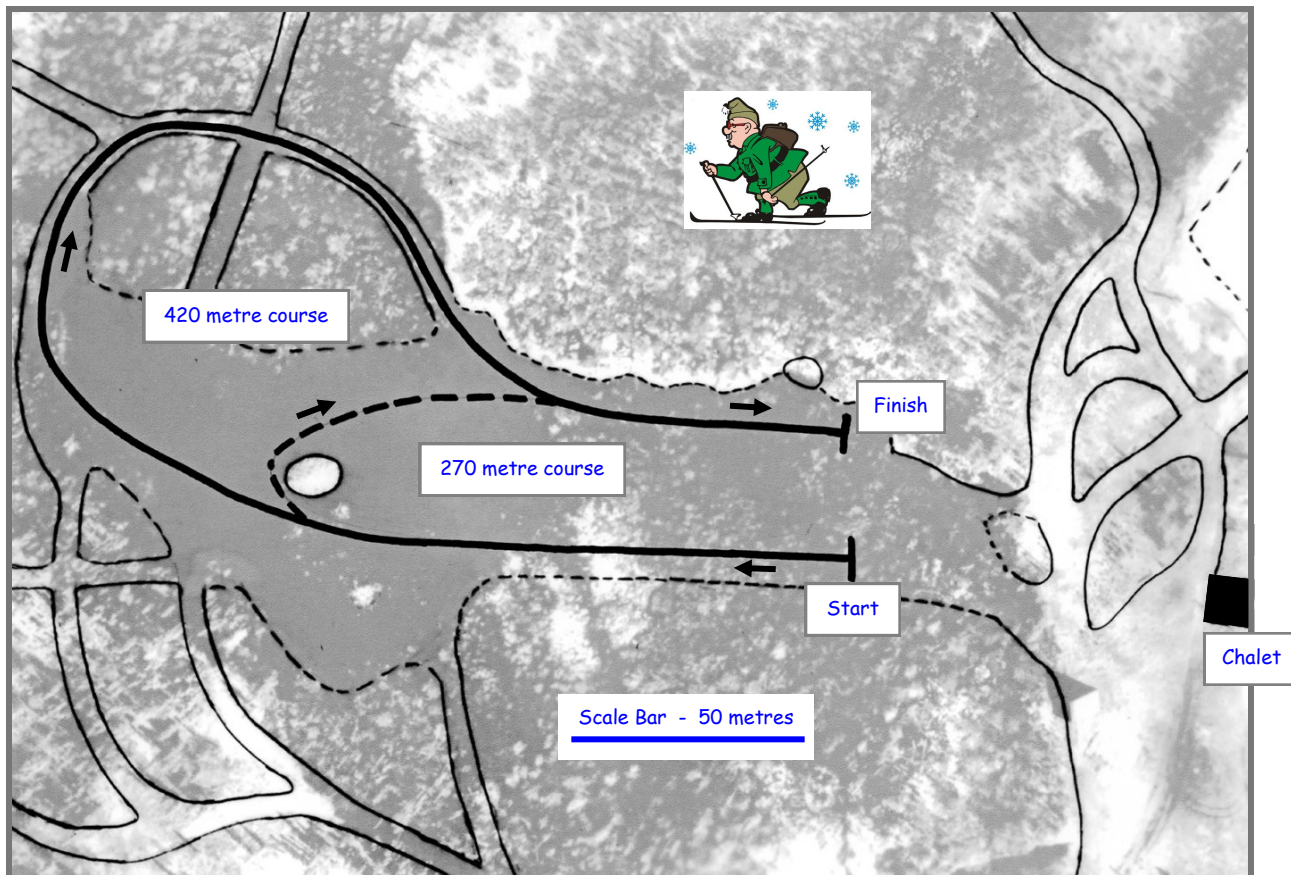 420 metre course
Finish
270 metre course
Start
Chalet
Scale Bar - 50 metres